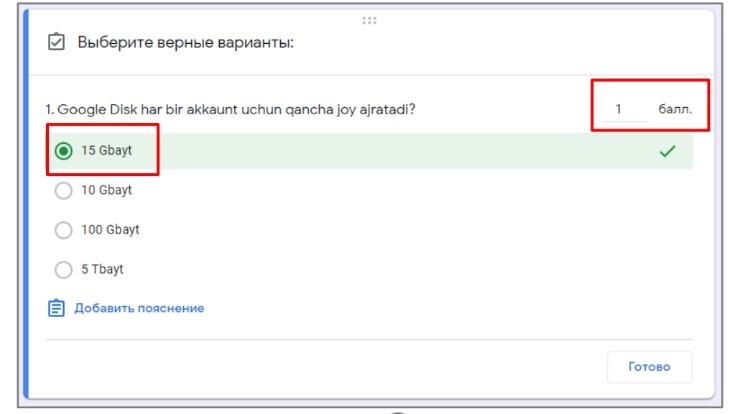 Выберите верные варианты:
1. Google Disk har bir akkaunt uchun qancha joy ajratadi? 1 балл.
15 Gbayt
10 Gbayt
100 Gbayt
5 Tbayt
Добавить пояснение
Готово